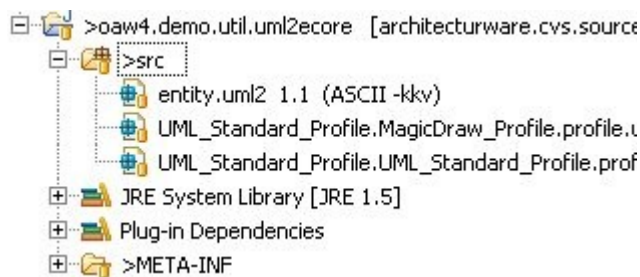 >oaw4.demo.util.uml2ecore [architecturware.cvs.source
>src
entity.uml2 1.1 (ASCII -kkv)
UML_Standard_Profile.MagicDraw_Profile.profile.u
UML_Standard_Profile.UML_Standard_Profile.prof
JRE System Library [JRE 1.5]
Plug-in Dependencies
>META-INF